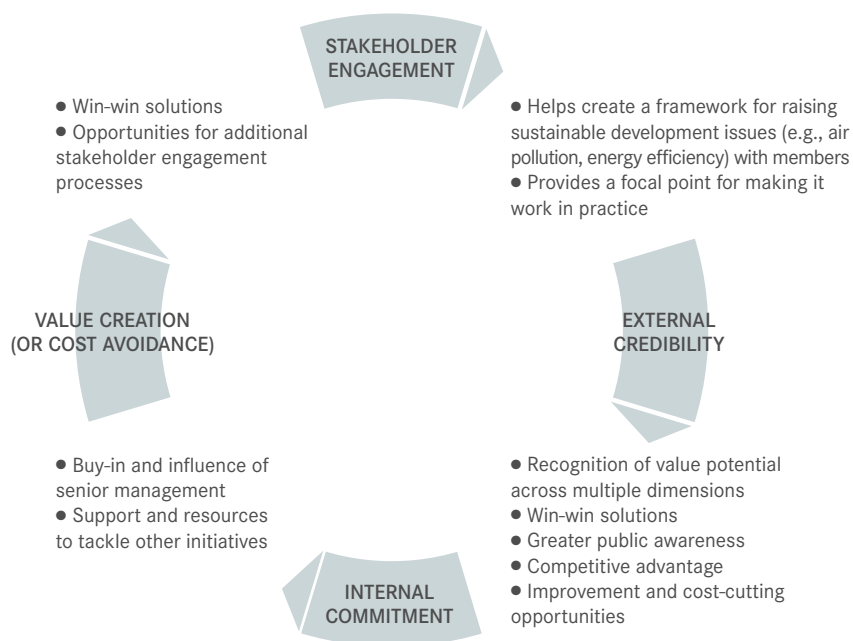 STAKEHOLDER
ENGAGEMENT
● Win-win solutions
● Opportunities for additional
stakeholder engagement
processes
● Helps create a framework for raising
sustainable development issues (e.g., air
pollution, energy efficiency) with members
● Provides a focal point for making it
work in practice
VALUE CREATION
(OR COST AVOIDANCE)
EXTERNAL
CREDIBILITY
● Buy-in and influence of
senior management
● Support and resources
to tackle other initiatives
● Recognition of value potential
across multiple dimensions
● Win-win solutions
● Greater public awareness
● Competitive advantage
● Improvement and cost-cutting
opportunities
INTERNAL
COMMITMENT